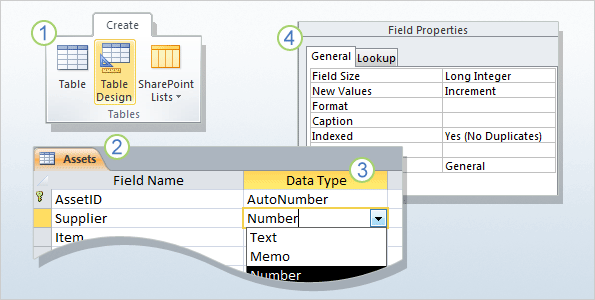 1
Create
Table
Table Design
SharePoint Lists
Tables
2
Assets
3
Field Name Data Type
AssetID AutoNumber
Supplier Number
Item
Text
Memo
Number
4
Field Properties
General Lookup
Field Size Long Integer
New Values Increment
Format
Caption
Indexed Yes (No Duplicates)
General